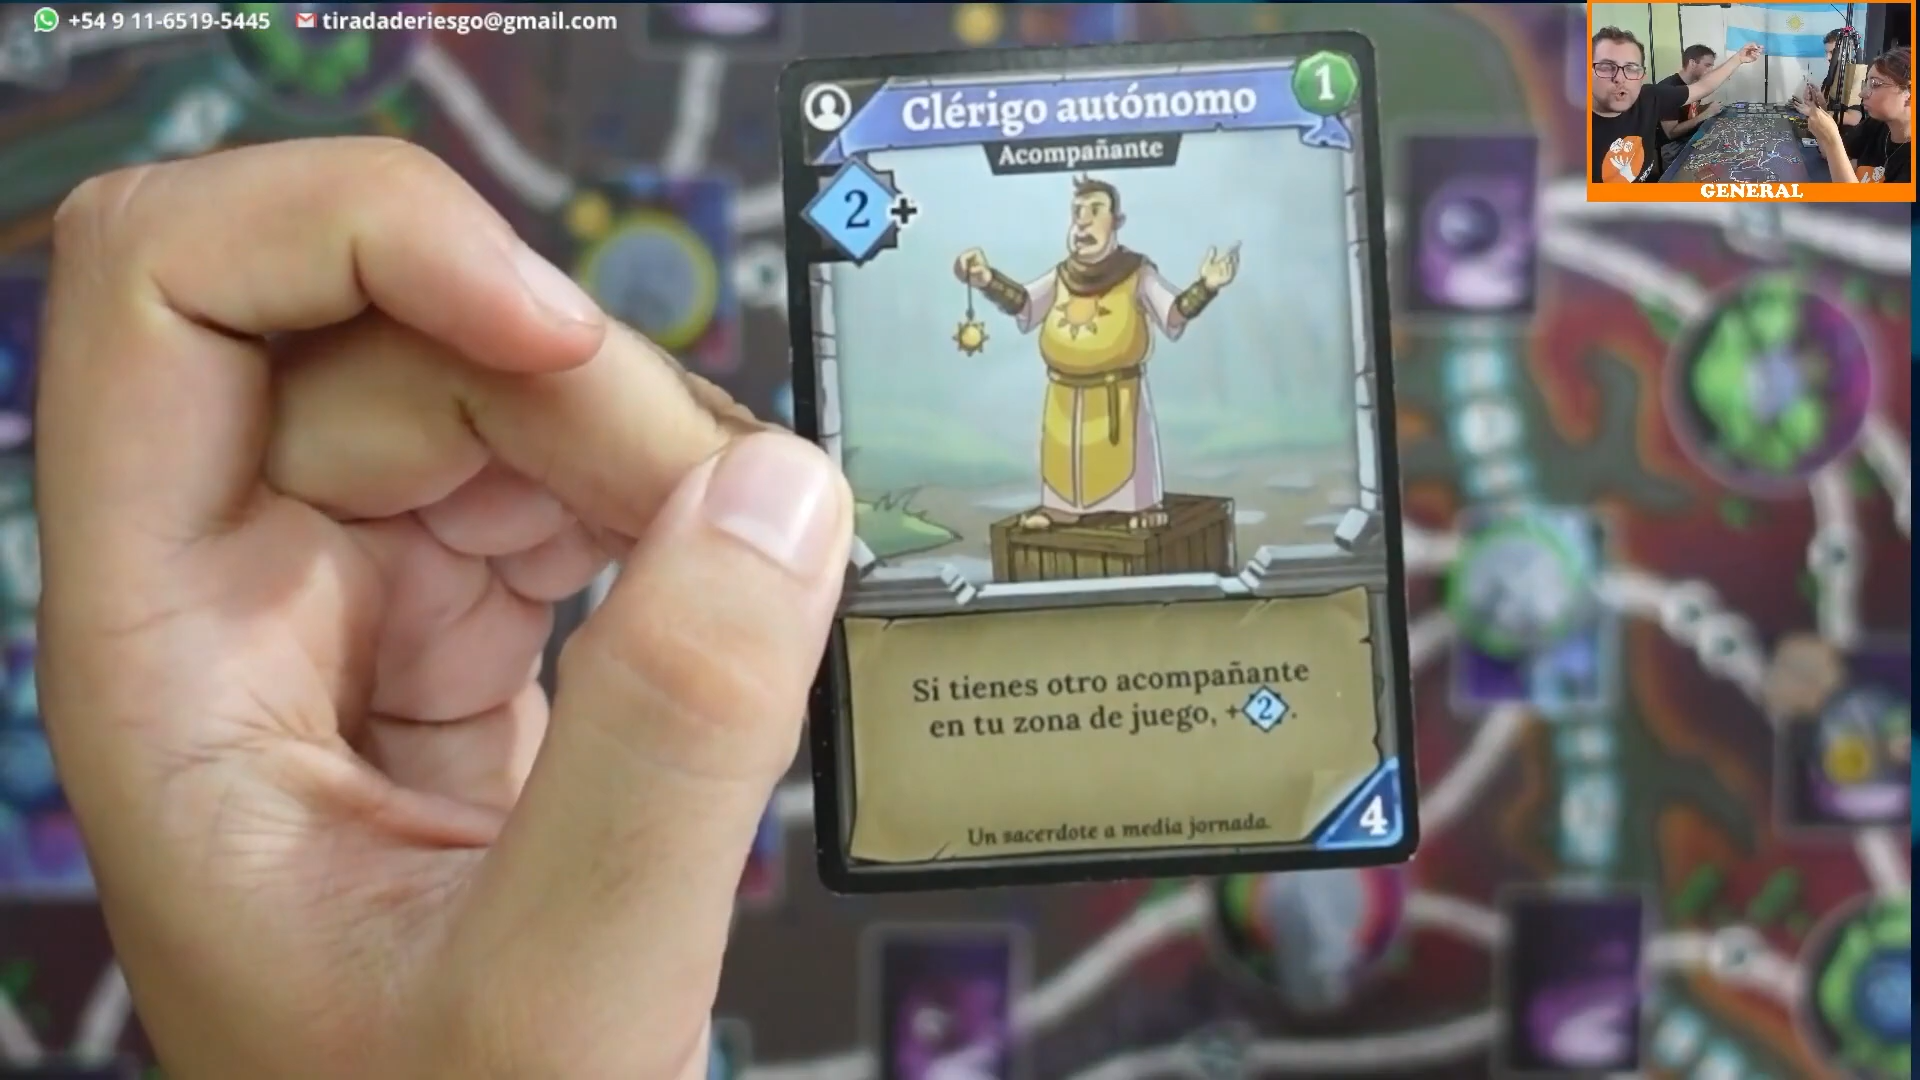 +54 9 11-6519-5445
tiradaderiesgo@gmail.com
GENERAL
Clérigo autónomo
1
Acompañante
2+
Si tienes otro acompañante
en tu zona de juego, +2.
Un sacerdote a media jornada.
4